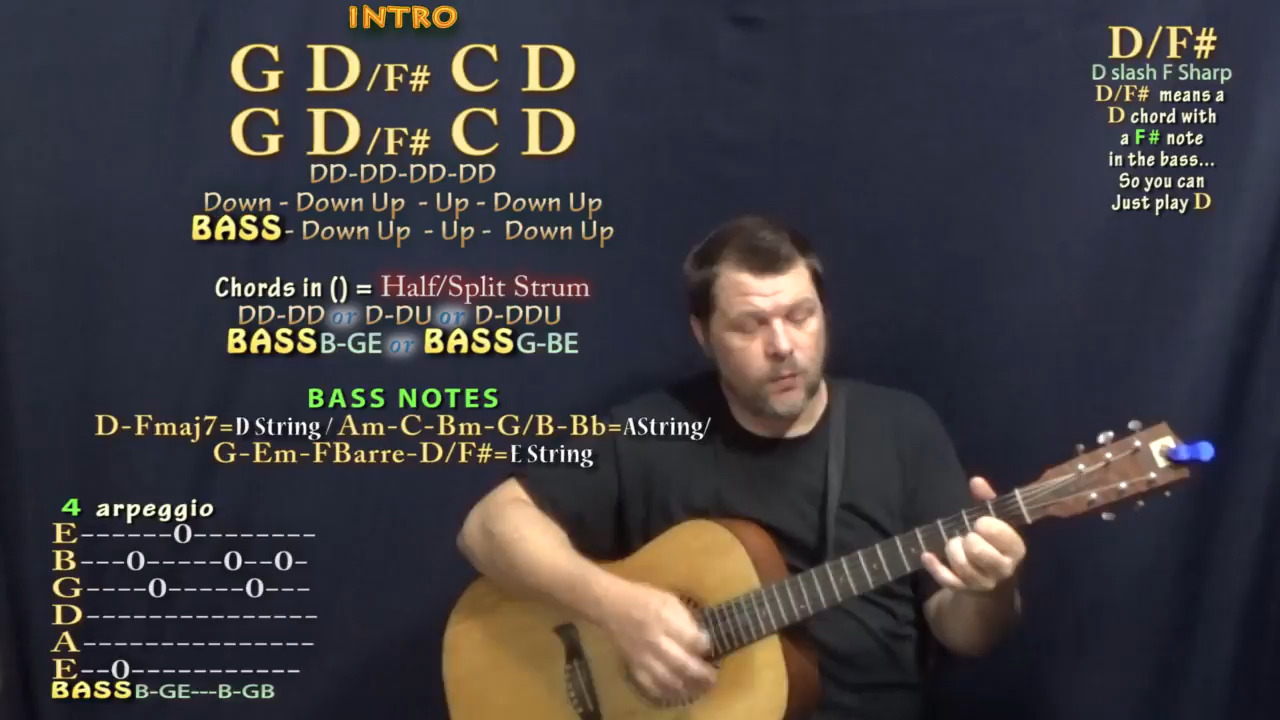 INTRO
G D/F# C D
G D/F# C D
DD-DD-DD-DD
Down - Down Up - Up - Down Up
BASS- Down Up - Up - Down Up
Chords in () = Half/Split Strum
DD-DD or D-DU or D-DDU
BASSB-GE or BASSG-BE
BASS NOTES
D-Fmaj7=D String / Am-C-Bm-G/B-Bb=AString/
G-Em-FBarre-D/F#=E String
4 arpeggio
E------0--------
B---0-----0--0-
G----0-----0---
D--------------
A--------------
E--0-----------
BASSB-GE---B-GB
D/F#
D slash F Sharp
D/F# means a
D chord with
a F# note
in the bass...
So you can
Just play D